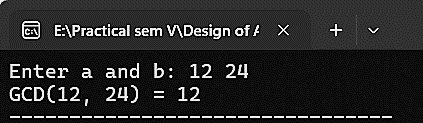 E:\Practical sem V\Design of A
Enter a and b: 12 24
GCD(12, 24) = 12
--------------------------------